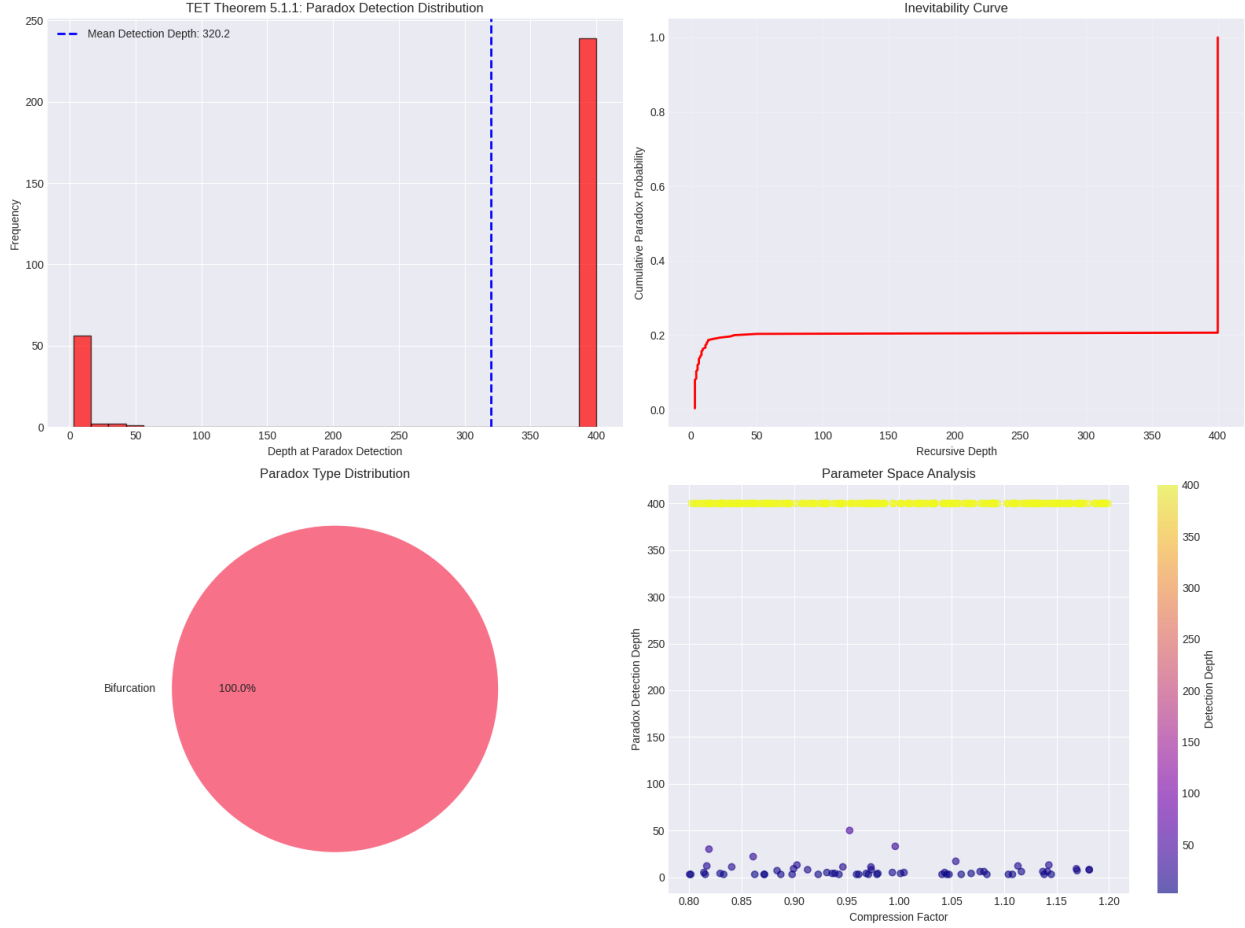 TET Theorem 5.1.1: Paradox Detection Distribution
Mean Detection Depth: 320.2
Frequency
250
200
150
100
50
0
0 50 100 150 200 250 300 350 400
Depth at Paradox Detection
Inevitability Curve
Cumulative Paradox Probability
1.0
0.8
0.6
0.4
0.2
0.0
0 50 100 150 200 250 300 350 400
Recursive Depth
Paradox Type Distribution
Bifurcation
100.0%
Parameter Space Analysis
Paradox Detection Depth
400
350
300
250
200
150
100
50
0
0.80 0.85 0.90 0.95 1.00 1.05 1.10 1.15 1.20
Compression Factor
400
350
300
250
200
150
100
50
Detection Depth